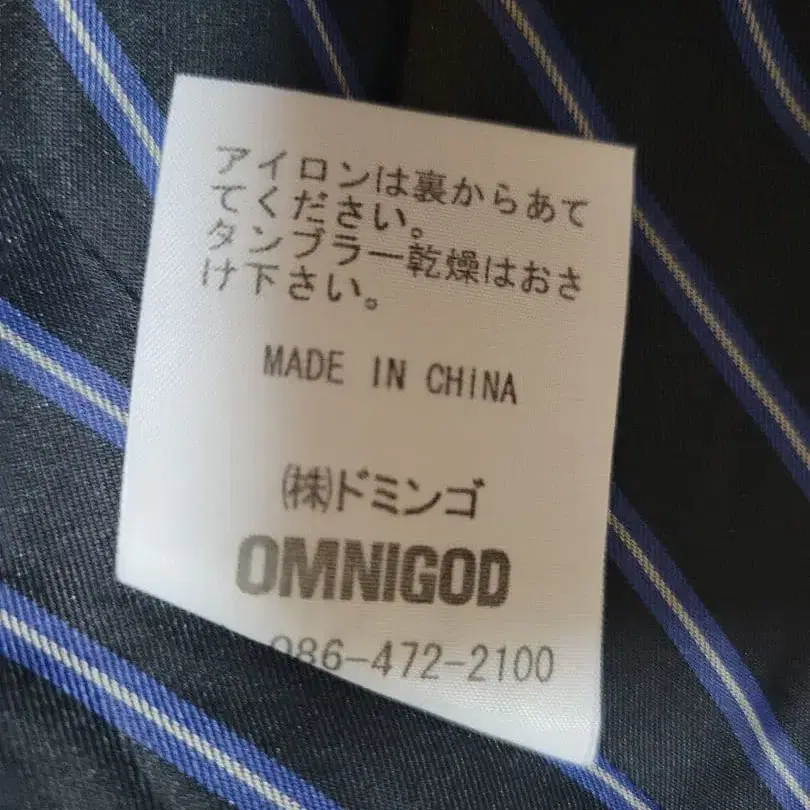 アイロンは裏からあて
てください。
タンブラー乾燥はおさ
け下さい。
MADE IN CHINA
(株)ドミンゴ
OMNIGOD
086-472-2100